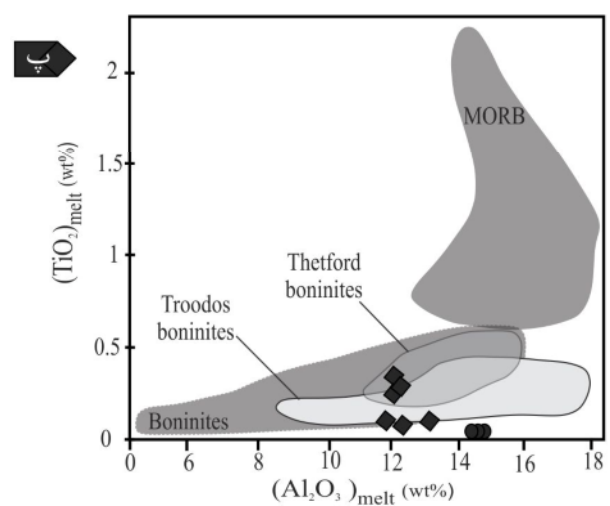 پ
2
MORB
1.5
(TiO₂)melt (wt%)
1
Thetford
boninites
Troodos
boninites
0.5
Boninites
0
0 6 8 10 12 14 16 18
(Al₂O₃)melt (wt%)